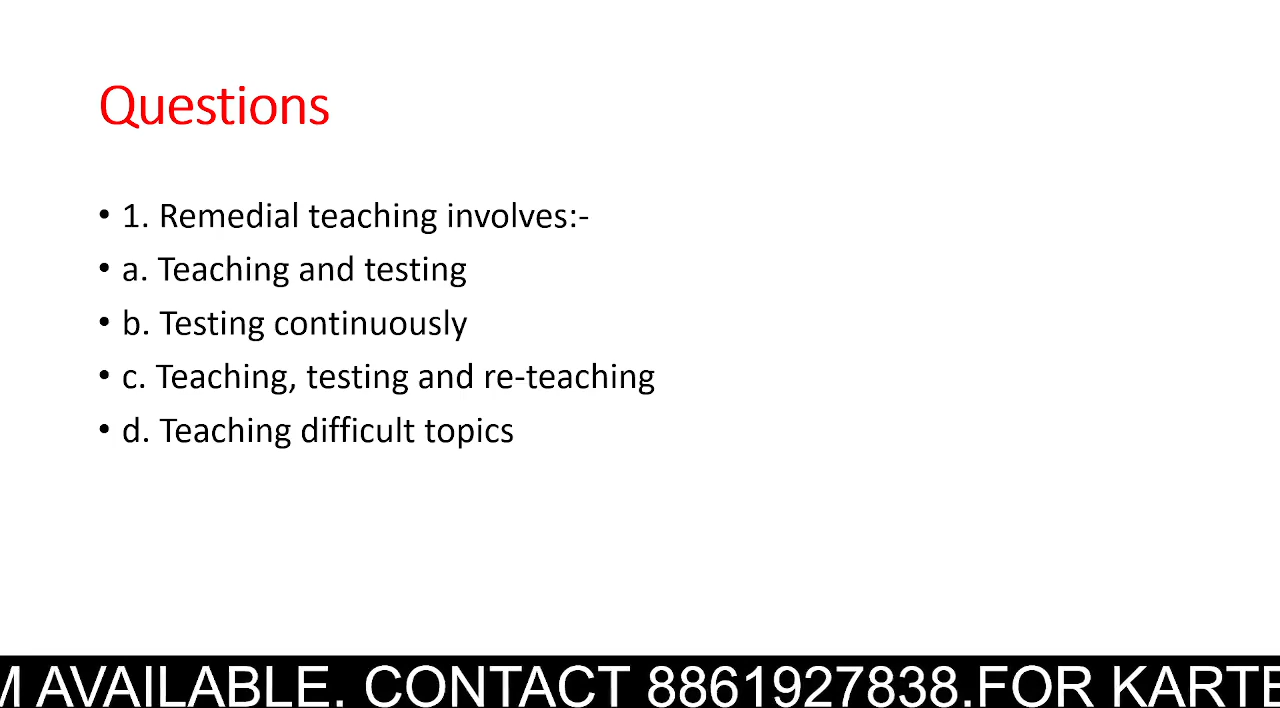 Questions
• 1. Remedial teaching involves:-
• a. Teaching and testing
• b. Testing continuously
• c. Teaching, testing and re-teaching
• d. Teaching difficult topics
M AVAILABLE. CONTACT 8861927838.FOR KARTE